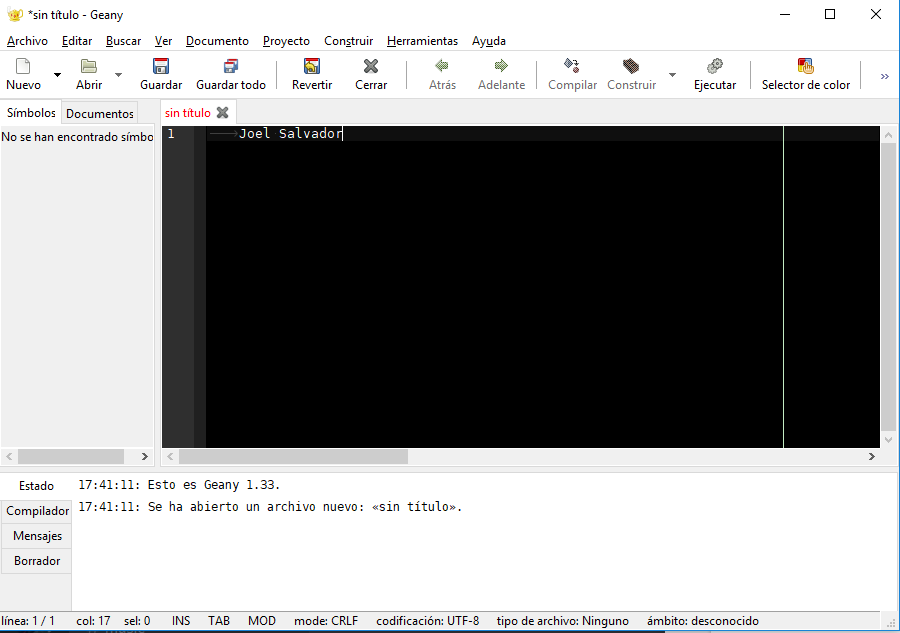 *sin título - Geany
Archivo Editar Buscar Ver Documento Proyecto Construir Herramientas Ayuda
Nuevo Abrir Guardar Guardar todo Revertir Cerrar Atrás Adelante Compilar Construir Ejecutar Selector de color »
Símbolos Documentos sin título
No se han encontrado símbo
1 Joel Salvador
Estado 17:41:11: Esto es Geany 1.33.
Compilador 17:41:11: Se ha abierto un archivo nuevo: «sin título».
Mensajes
Borrador
línea: 1 / 1 col: 17 sel: 0 INS TAB MOD mode: CRLF codificación: UTF-8 tipo de archivo: Ninguno ámbito: desconocido